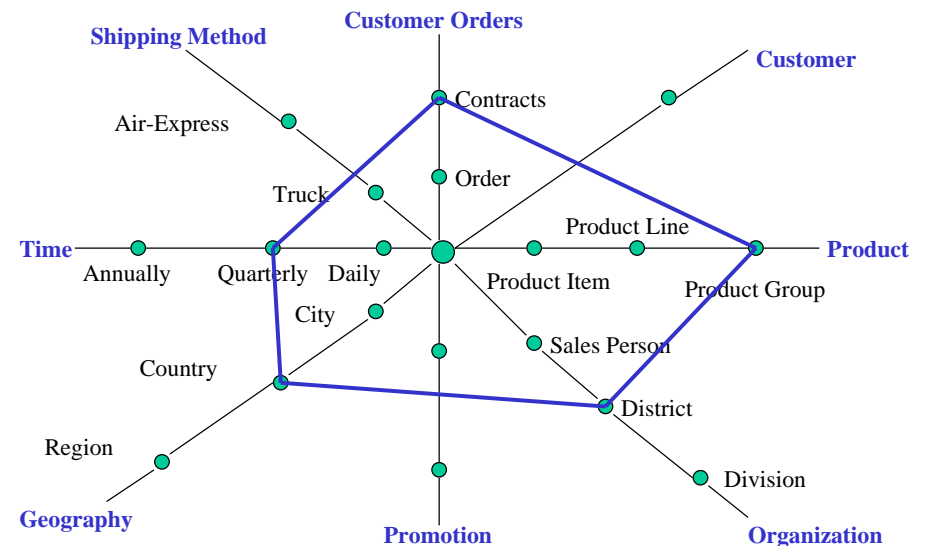 Customer Orders
Shipping Method
Customer
Contracts
Air-Express
Order
Truck
Product Line
Time
Product
Annually
Quarterly
Daily
Product Item
Product Group
City
Sales Person
Country
District
Region
Division
Geography
Promotion
Organization